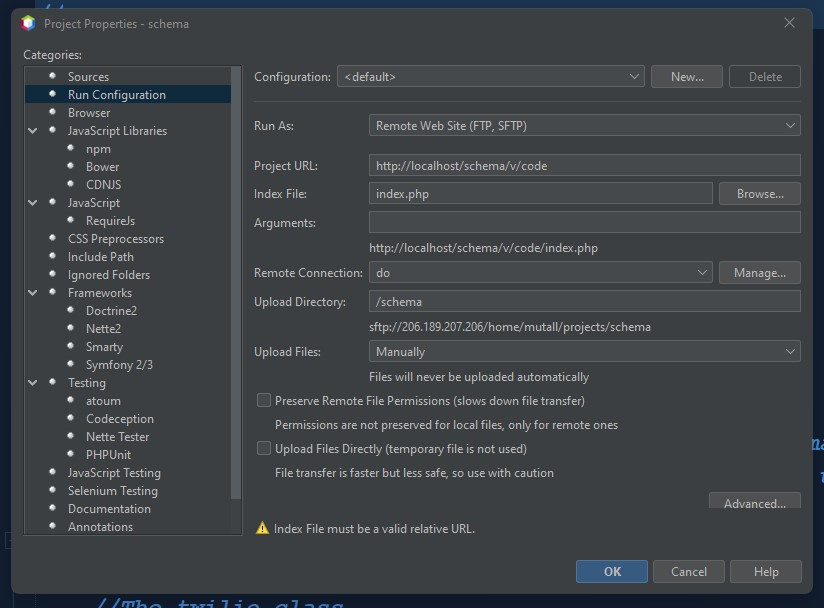 Project Properties - schema
Categories:
Sources
Run Configuration
Browser
JavaScript Libraries
npm
Bower
CDNJS
JavaScript
RequireJs
CSS Preprocessors
Include Path
Ignored Folders
Frameworks
Doctrine2
Nette2
Smarty
Symfony 2/3
Testing
atoum
Codeception
Nette Tester
PHPUnit
JavaScript Testing
Selenium Testing
Documentation
Annotations
Configuration: <default> New... Delete
Run As: Remote Web Site (FTP, SFTP)
Project URL: http://localhost/schema/v/code
Index File: index.php Browse...
Arguments:
http://localhost/schema/v/code/index.php
Remote Connection: do Manage...
Upload Directory: /schema
sftp://206.189.207.206/home/mutall/projects/schema
Upload Files: Manually
Files will never be uploaded automatically
Preserve Remote File Permissions (slows down file transfer)
Permissions are not preserved for local files, only for remote ones
Upload Files Directly (temporary file is not used)
File transfer is faster but less safe, so use with caution
Advanced...
Index File must be a valid relative URL.
OK Cancel Help
//The twilio class